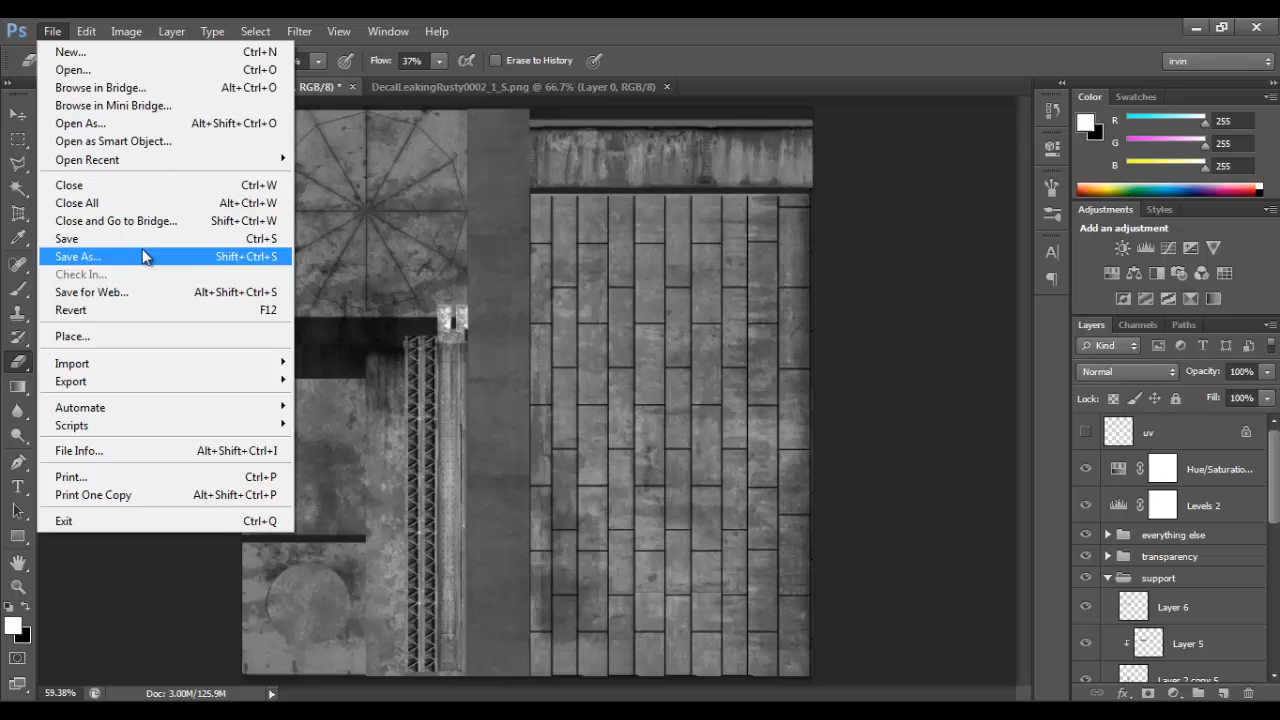 Ps File Edit Image Layer Type Select Filter View Window Help
% Flow: 37% Erase to History irvin
, RGB/8) * × DecalLeakingRusty0002_1_S.png @ 66.7% (Layer 0, RGB/8) ×
New... Ctrl+N
Open... Ctrl+O
Browse in Bridge... Alt+Ctrl+O
Browse in Mini Bridge...
Open As... Alt+Shift+Ctrl+O
Open as Smart Object...
Open Recent
Close Ctrl+W
Close All Alt+Ctrl+W
Close and Go to Bridge... Shift+Ctrl+W
Save Ctrl+S
Save As... Shift+Ctrl+S
Check In...
Save for Web... Alt+Shift+Ctrl+S
Revert F12
Place...
Import
Export
Automate
Scripts
File Info... Alt+Shift+Ctrl+I
Print... Ctrl+P
Print One Copy Alt+Shift+Ctrl+P
Exit Ctrl+Q
Color Swatches
R 255
G 255
B 255
Adjustments Styles
Add an adjustment
Layers Channels Paths
Kind
Normal Opacity: 100%
Lock: Fill: 100%
uv
Hue/Saturatio...
Levels 2
everything else
transparency
support
Layer 6
Layer 5
Layer 2 copy 5
59.38% Doc: 3.00M/125.9M